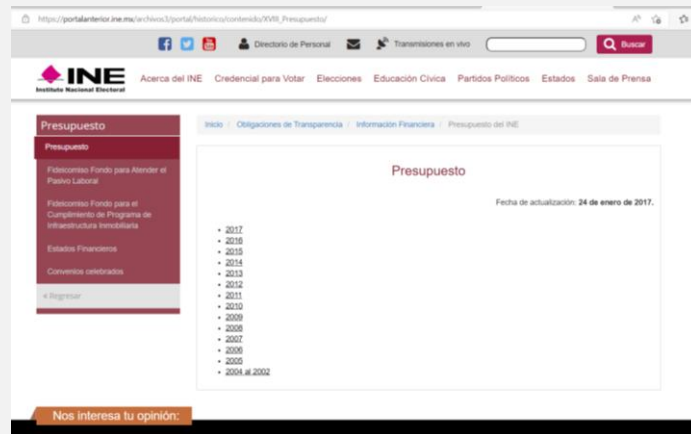 https://portalanterior.ine.mx/archivos3/portal/historico/contenido/XVIII_Presupuesto/
Directorio de Personal
Transmisiones en vivo
Buscar
INE
Instituto Nacional Electoral
Acerca del INE
Credencial para Votar
Elecciones
Educación Cívica
Partidos Políticos
Estados
Sala de Prensa
Presupuesto
Presupuesto
Fideicomiso Fondo para Atender el
Pasivo Laboral
Fideicomiso Fondo para el
Cumplimiento de Programa de
Infraestructura Inmobiliaria
Estados Financieros
Convenios celebrados
« Regresar
Inicio / Obligaciones de Transparencia / Información Financiera / Presupuesto del INE
Presupuesto
Fecha de actualización: 24 de enero de 2017.
2017
2016
2015
2014
2013
2012
2011
2010
2009
2008
2007
2006
2005
2004 al 2002
Nos interesa tu opinión: